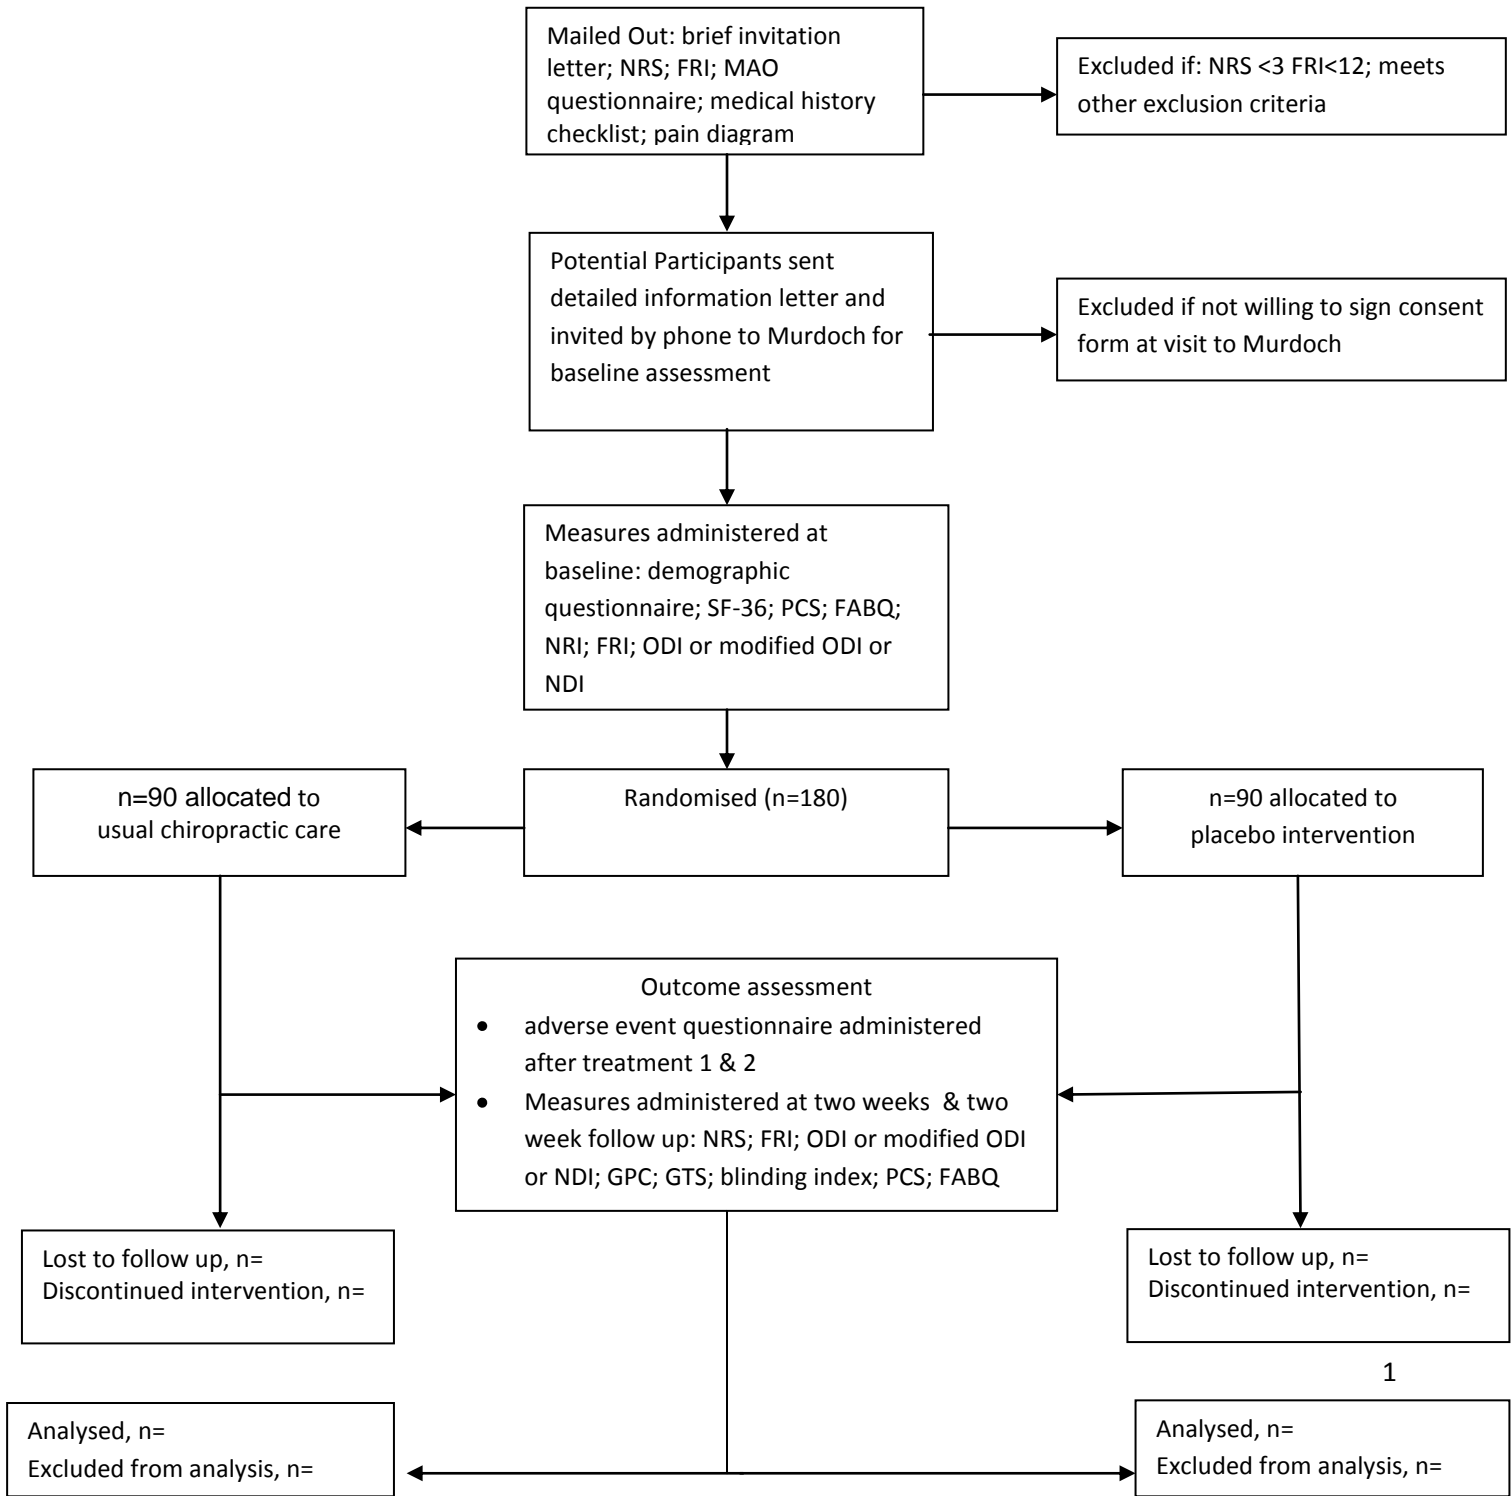 Mailed Out: brief invitation
letter; NRS; FRI; MAO
questionnaire; medical history
checklist; pain diagram
Excluded if: NRS <3 FRI<12; meets
other exclusion criteria
Potential Participants sent
detailed information letter and
invited by phone to Murdoch for
baseline assessment
Excluded if not willing to sign consent
form at visit to Murdoch
Measures administered at
baseline: demographic
questionnaire; SF-36; PCS; FABQ;
NRI; FRI; ODI or modified ODI or
NDI
n=90 allocated to
usual chiropractic care
Randomised (n=180)
n=90 allocated to
placebo intervention
Outcome assessment
• adverse event questionnaire administered
after treatment 1 & 2
• Measures administered at two weeks & two
week follow up: NRS; FRI; ODI or modified ODI
or NDI; GPC; GTS; blinding index; PCS; FABQ
Lost to follow up, n=
Discontinued intervention, n=
Lost to follow up, n=
Discontinued intervention, n=
1
Analysed, n=
Excluded from analysis, n=
Analysed, n=
Excluded from analysis, n=